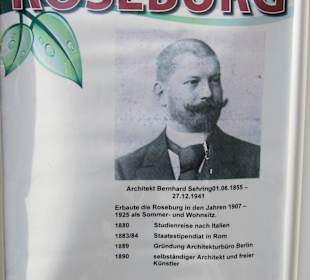 ROSEBURG
Architekt Bernhard Sehring01.06.1855 –
27.12.1941
Erbaute die Roseburg in den Jahren 1907 –
1925 als Sommer- und Wohnsitz.
1880 Studienreise nach Italien
1883/84 Staatestipendiat in Rom
1889 Gründung Architekturbüro Berlin
1890 selbständiger Architekt und freier
Künstler